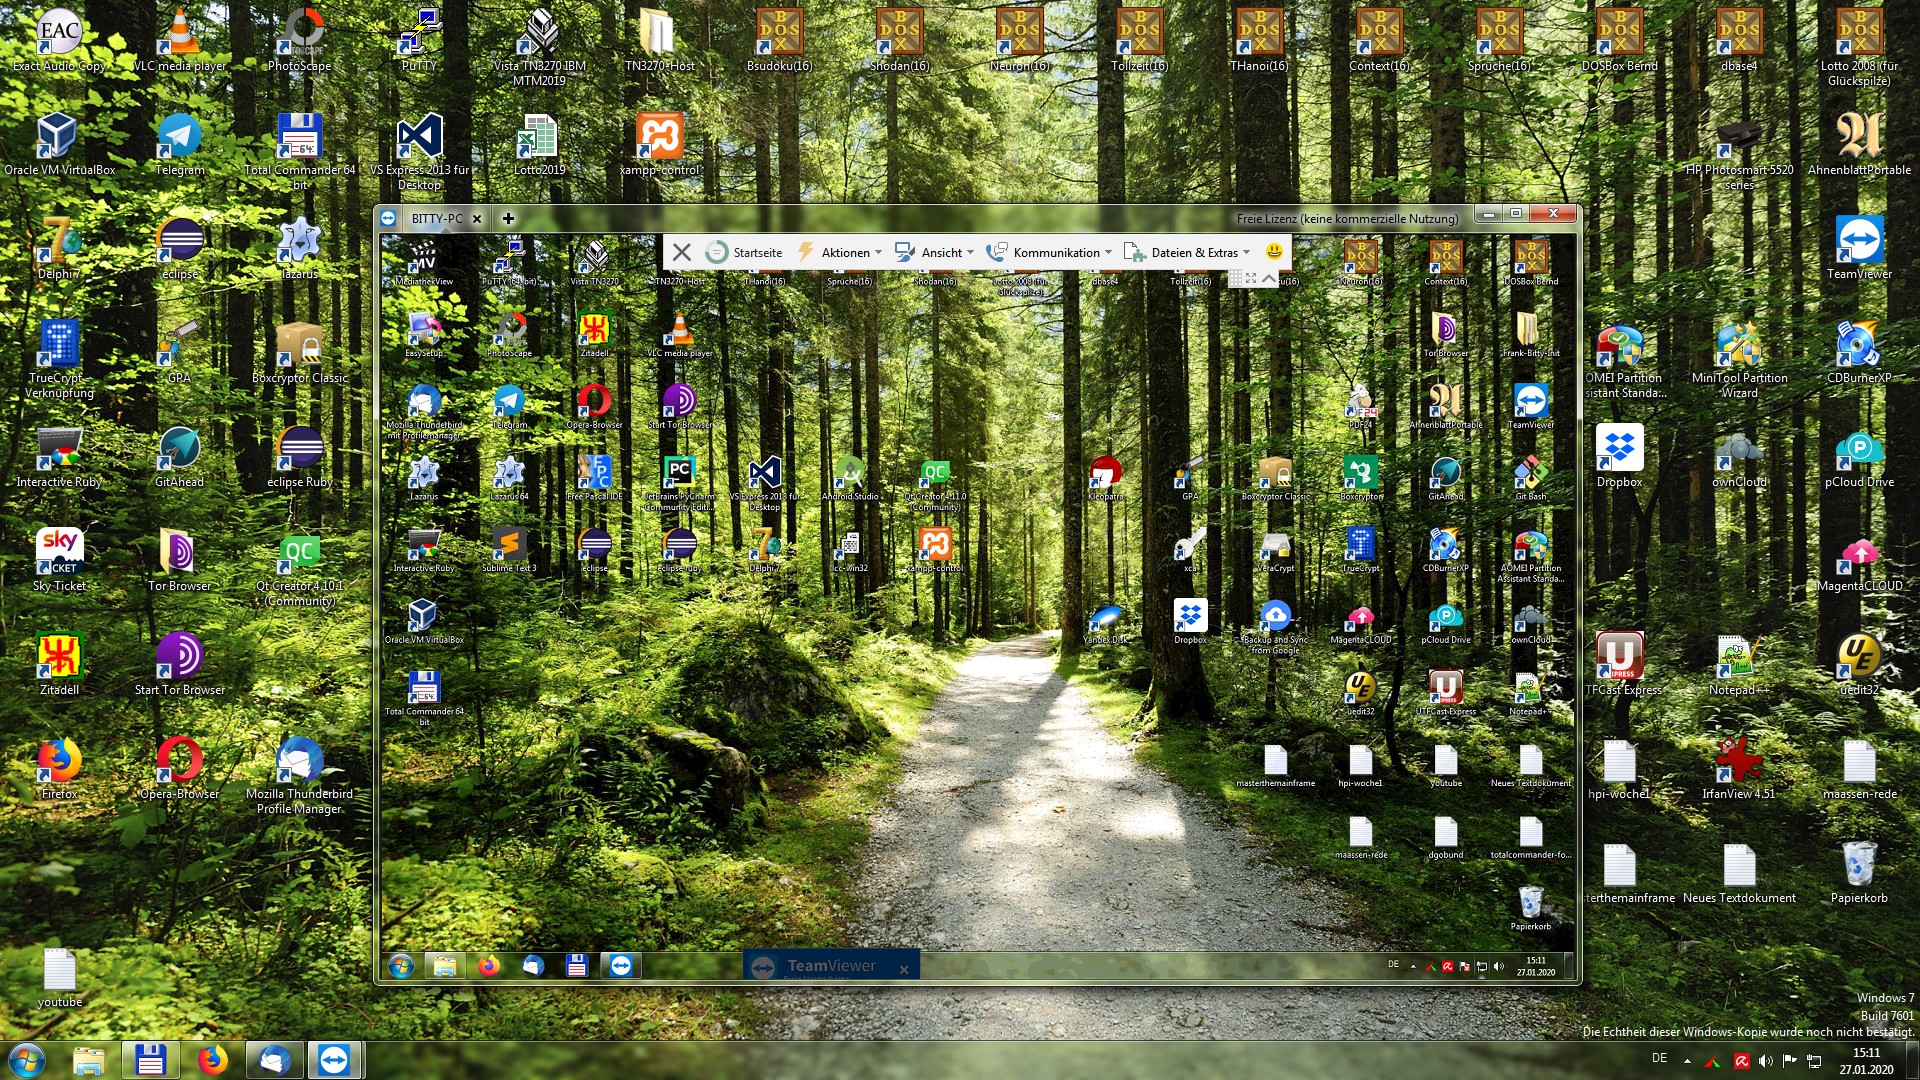 Exact Audio Copy
VLC media player
PhotoScape
PuTTY
Vista TN3270 IBM
MTM2019
TN3270-Host
Bsudoku(16)
Shodan(16)
Neuron(16)
Tollzeit(16)
THanoi(16)
Context(16)
Sprüche(16)
DOSBox Bernd
dbase4
Lotto 2008 (für
Glückspilze)
Oracle VM VirtualBox
Telegram
Total Commander 64
bit
VS Express 2013 für
Desktop
Lotto2019
xampp-control
HP Photosmart 5520
series
AhnenblattPortable
Delphi 7
eclipse
lazarus
TeamViewer
TrueCrypt -
Verknüpfung
GPA
Boxcryptor Classic
OMEI Partition
sistant Standa...
MiniTool Partition
Wizard
CDBurnerXP
Interactive Ruby
GitAhead
eclipse Ruby
Dropbox
ownCloud
pCloud Drive
Sky Ticket
Tor Browser
Qt Creator 4.10.1
(Community)
MagentaCLOUD
Zitadell
Start Tor Browser
UTFCast Express
Notepad++
uedit32
Firefox
Opera-Browser
Mozilla Thunderbird
Profile Manager
hpi-woche1
IrfanView 4.51
maassen-rede
terthemainframe
Neues Textdokument
Papierkorb
youtube
BITTY-PC
Freie Lizenz (keine kommerzielle Nutzung)
Startseite
Aktionen
Ansicht
Kommunikation
Dateien & Extras
MediathekView
PuTTY (64-bit)
Vista TN3270
TN3270-Host
THanoi(16)
Sprüche(16)
Shodan(16)
Lotto 2008 (für
Glückspilze)
dbase4
Tollzeit(16)
Neuron(16)
Context(16)
DOSBox Bernd
EasySetup
PhotoScape
Zitadell
VLC media player
Tor Browser
Frank-Bitty-Init
Mozilla Thunderbird
mit Profilemanager
Telegram
Opera-Browser
Start Tor Browser
PDF24
AhnenblattPortable
TeamViewer
Lazarus
Lazarus 64
Free Pascal IDE
JetBrains PyCharm
Community Editi...
VS Express 2013 für
Desktop
Android Studio
Qt Creator 4.11.0
(Community)
Kleopatra
GPA
Boxcryptor Classic
Boxcryptor
GitAhead
Git Bash
Interactive Ruby
Sublime Text 3
eclipse
eclipse-ruby
Delphi 7
lcc-win32
xampp-control
xca
VeraCrypt
TrueCrypt
CDBurnerXP
AOMEI Partition
Assistant Standa...
Oracle VM VirtualBox
Yandex.Disk
Dropbox
Backup and Sync
from Google
MagentaCLOUD
pCloud Drive
ownCloud
Total Commander 64
bit
uedit32
UTFCast Express
Notepad++
masterthemainframe
hpi-woche1
youtube
Neues Textdokument
maassen-rede
dgobund
totalcommander-fo...
Papierkorb
TeamViewer
DE
15:11
27.01.2020
Windows 7
Build 7601
Die Echtheit dieser Windows-Kopie wurde noch nicht bestätigt.
DE
15:11
27.01.2020